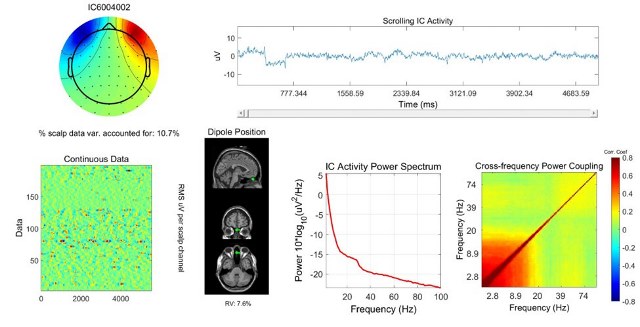 IC6004002
Scrolling IC Activity
uV
10
0
-10
777.344 1558.59 2339.84 3121.09 3902.34 4683.59
Time (ms)
% scalp data var. accounted for: 10.7%
Continuous Data
Data
150
100
50
0 2000 4000
RMS uV per scalp channel
Dipole Position
RV: 7.6%
IC Activity Power Spectrum
Power 10*log10(uV2/Hz)
5
0
-5
-10
-15
-20
20 40 60 80 100
Frequency (Hz)
Cross-frequency Power Coupling
Frequency (Hz)
74
39
20
8.9
2.8
2.8 8.9 20 39 74
Frequency (Hz)
Corr. Coef
0.8
0.6
0.4
0.2
0
-0.2
-0.4
-0.6
-0.8